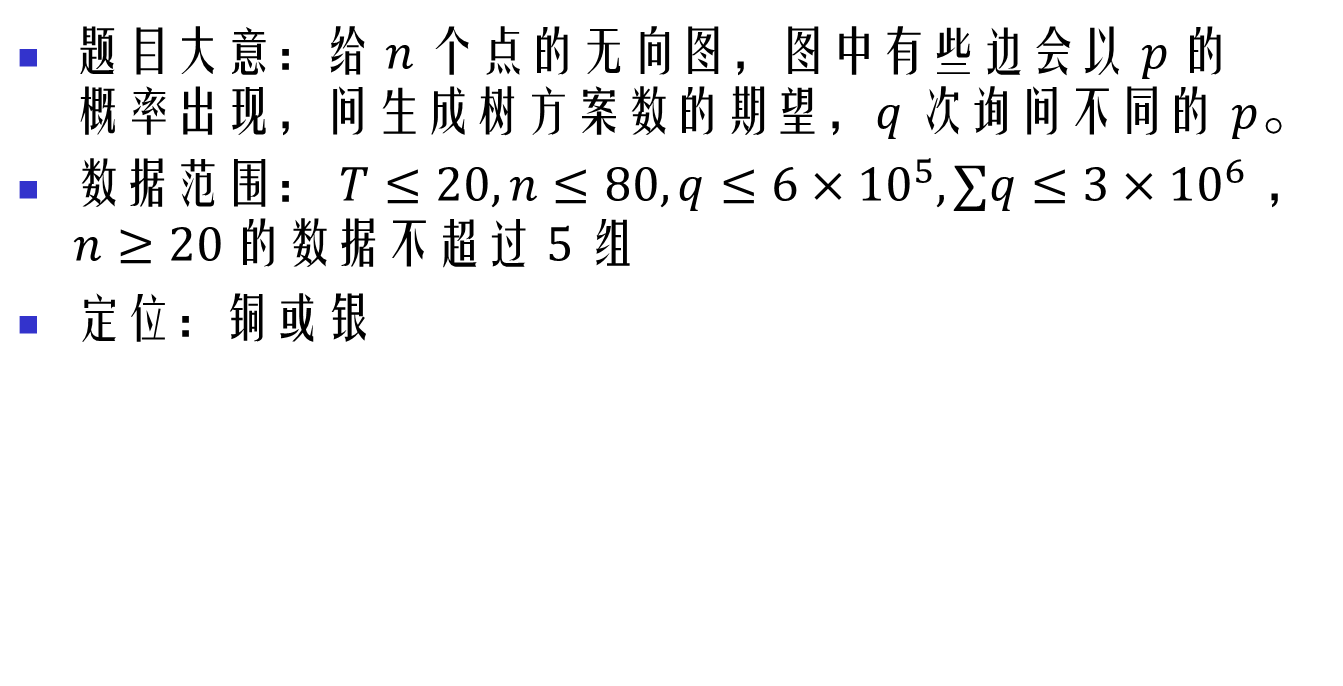 题目大意：给 n 个点的无向图，图中有些边会以 p 的
概率出现，问生成树方案数的期望，q 次询问不同的 p。
数据范围： T ≤ 20, n ≤ 80, q ≤ 6 × 10⁵, ∑q ≤ 3 × 10⁶ ，
n ≥ 20 的数据不超过 5 组
定位：铜或银